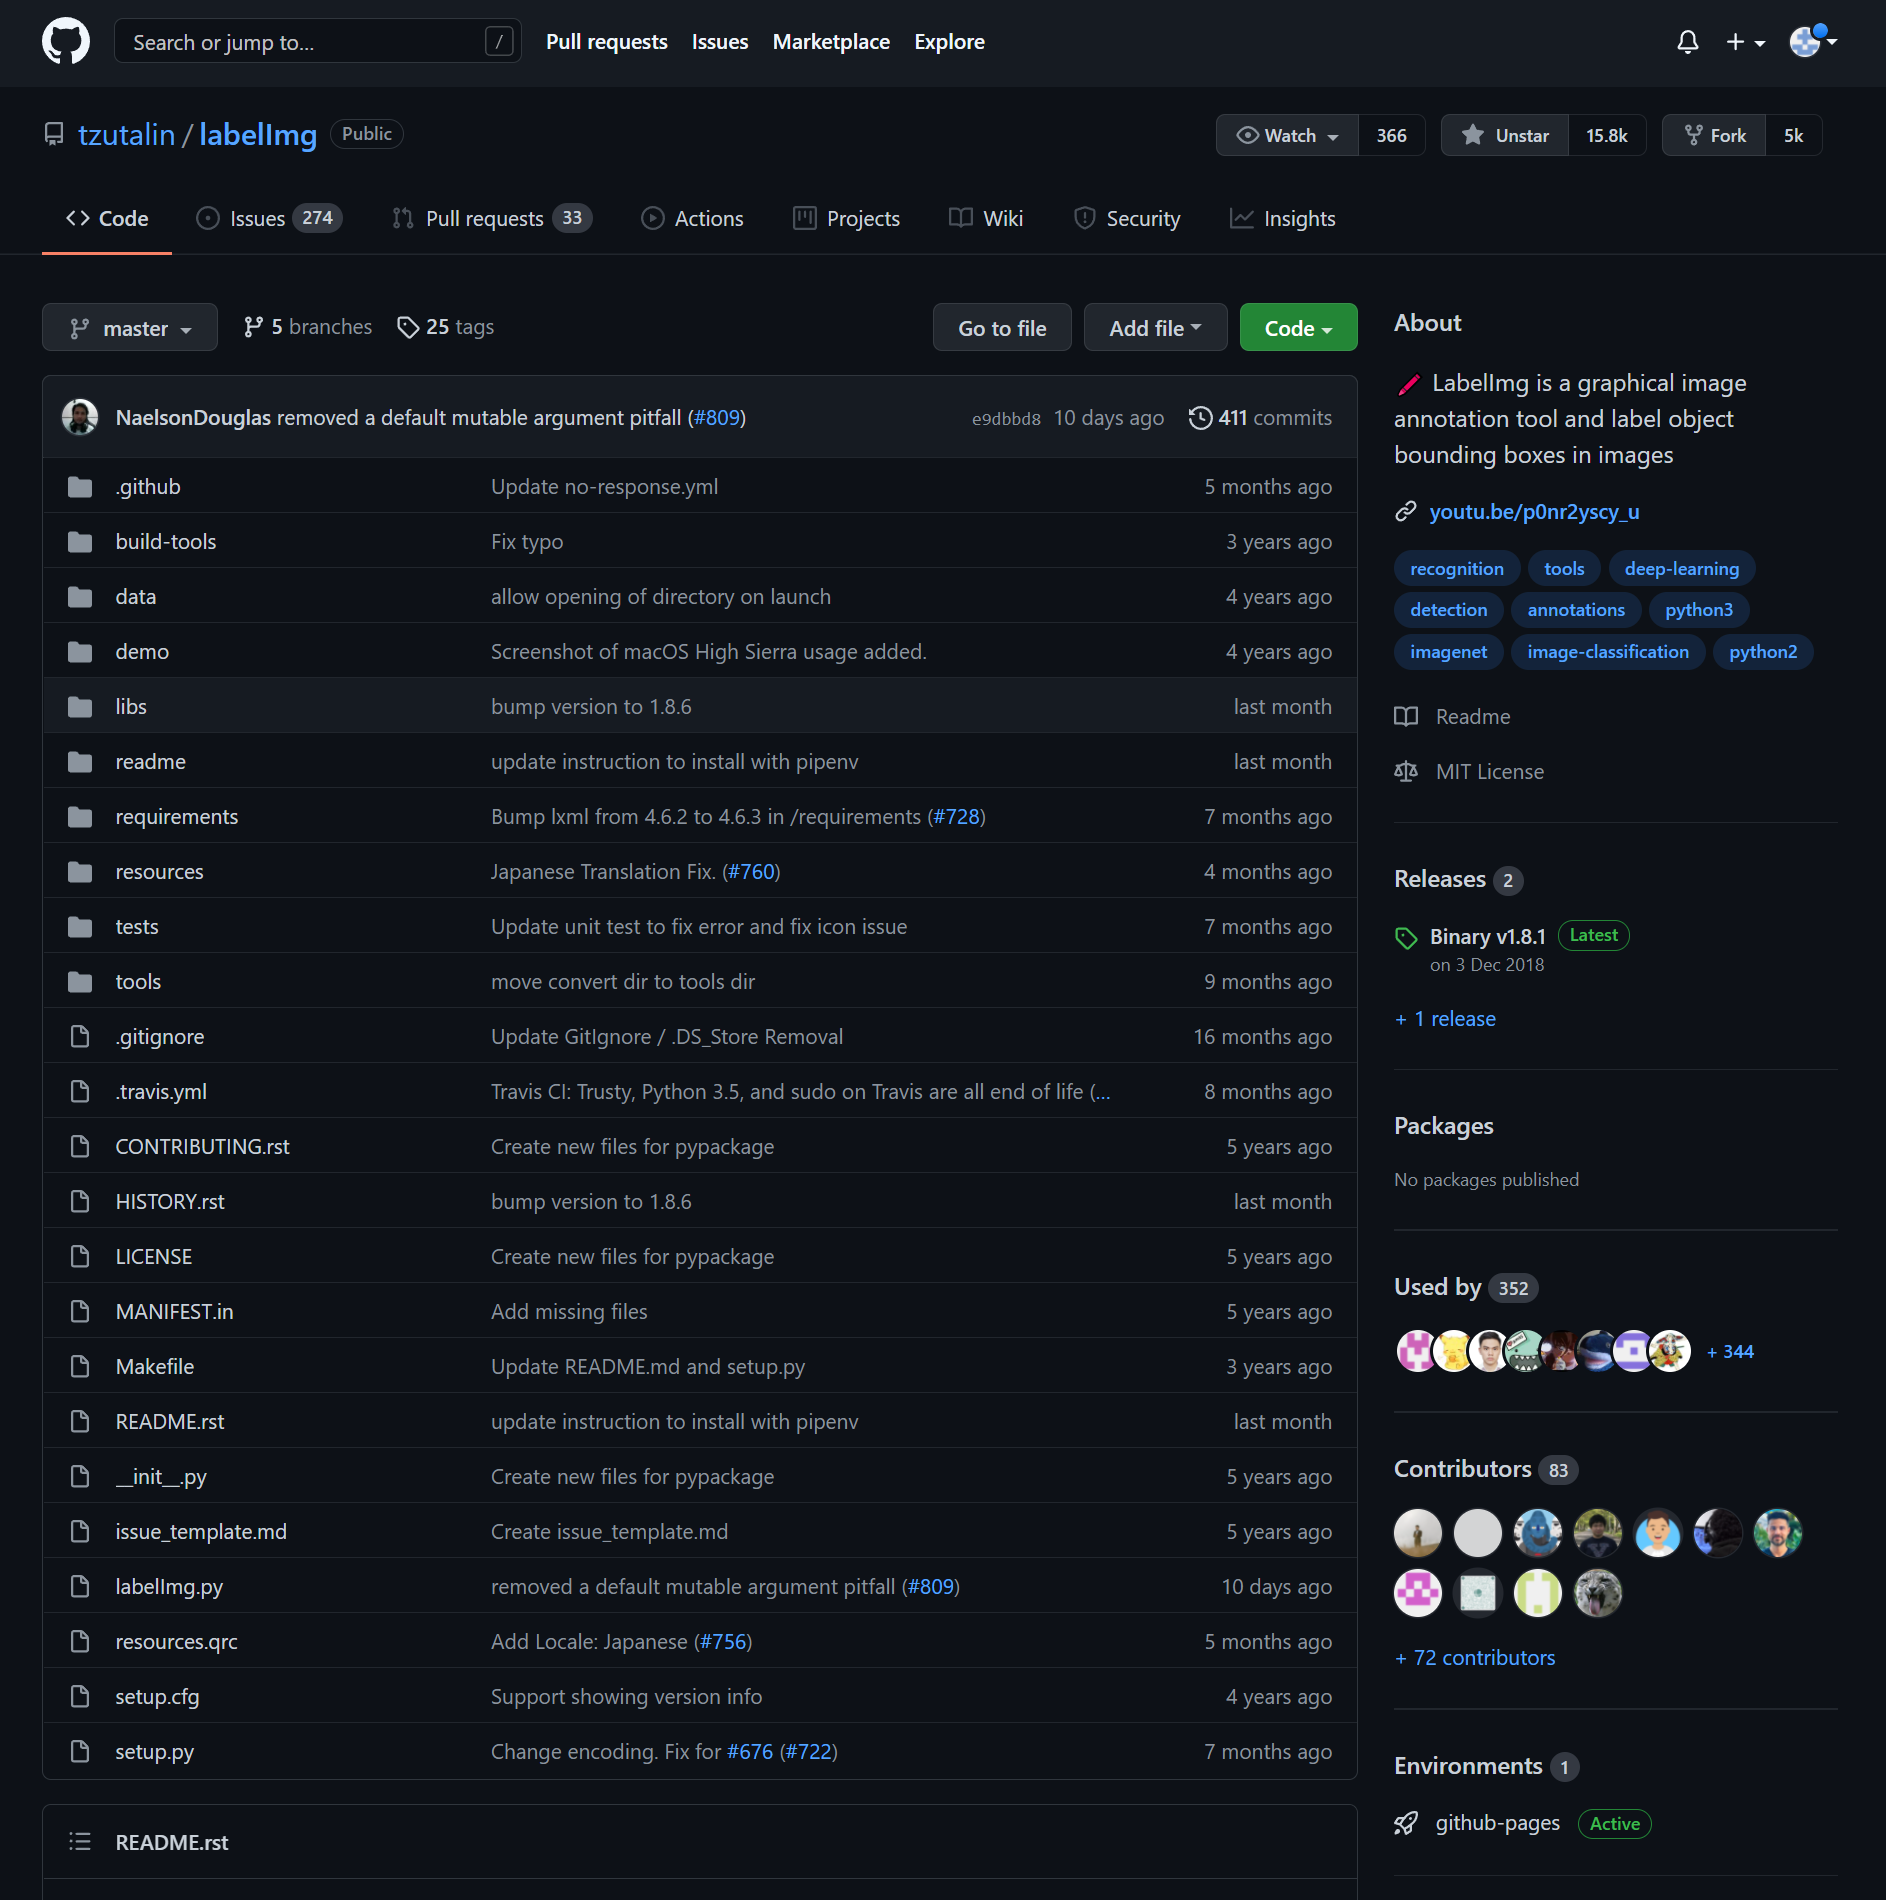 Search or jump to... / Pull requests Issues Marketplace Explore
tzutalin / labelImg Public Watch 366 Unstar 15.8k Fork 5k
Code Issues 274 Pull requests 33 Actions Projects Wiki Security Insights
master 5 branches 25 tags Go to file Add file Code
NaelsonDouglas removed a default mutable argument pitfall (#809) e9dbbd8 10 days ago 411 commits
.github Update no-response.yml 5 months ago
build-tools Fix typo 3 years ago
data allow opening of directory on launch 4 years ago
demo Screenshot of macOS High Sierra usage added. 4 years ago
libs bump version to 1.8.6 last month
readme update instruction to install with pipenv last month
requirements Bump lxml from 4.6.2 to 4.6.3 in /requirements (#728) 7 months ago
resources Japanese Translation Fix. (#760) 4 months ago
tests Update unit test to fix error and fix icon issue 7 months ago
tools move convert dir to tools dir 9 months ago
.gitignore Update GitIgnore / .DS_Store Removal 16 months ago
.travis.yml Travis CI: Trusty, Python 3.5, and sudo on Travis are all end of life (... 8 months ago
CONTRIBUTING.rst Create new files for pypackage 5 years ago
HISTORY.rst bump version to 1.8.6 last month
LICENSE Create new files for pypackage 5 years ago
MANIFEST.in Add missing files 5 years ago
Makefile Update README.md and setup.py 3 years ago
README.rst update instruction to install with pipenv last month
__init__.py Create new files for pypackage 5 years ago
issue_template.md Create issue_template.md 5 years ago
labelImg.py removed a default mutable argument pitfall (#809) 10 days ago
resources.qrc Add Locale: Japanese (#756) 5 months ago
setup.cfg Support showing version info 4 years ago
setup.py Change encoding. Fix for #676 (#722) 7 months ago
README.rst
About
LabelImg is a graphical image
annotation tool and label object
bounding boxes in images
youtu.be/p0nr2yscy_u
recognition tools deep-learning
detection annotations python3
imagenet image-classification python2
Readme
MIT License
Releases 2
Binary v1.8.1 Latest
on 3 Dec 2018
+ 1 release
Packages
No packages published
Used by 352
+ 344
Contributors 83
+ 72 contributors
Environments 1
github-pages Active